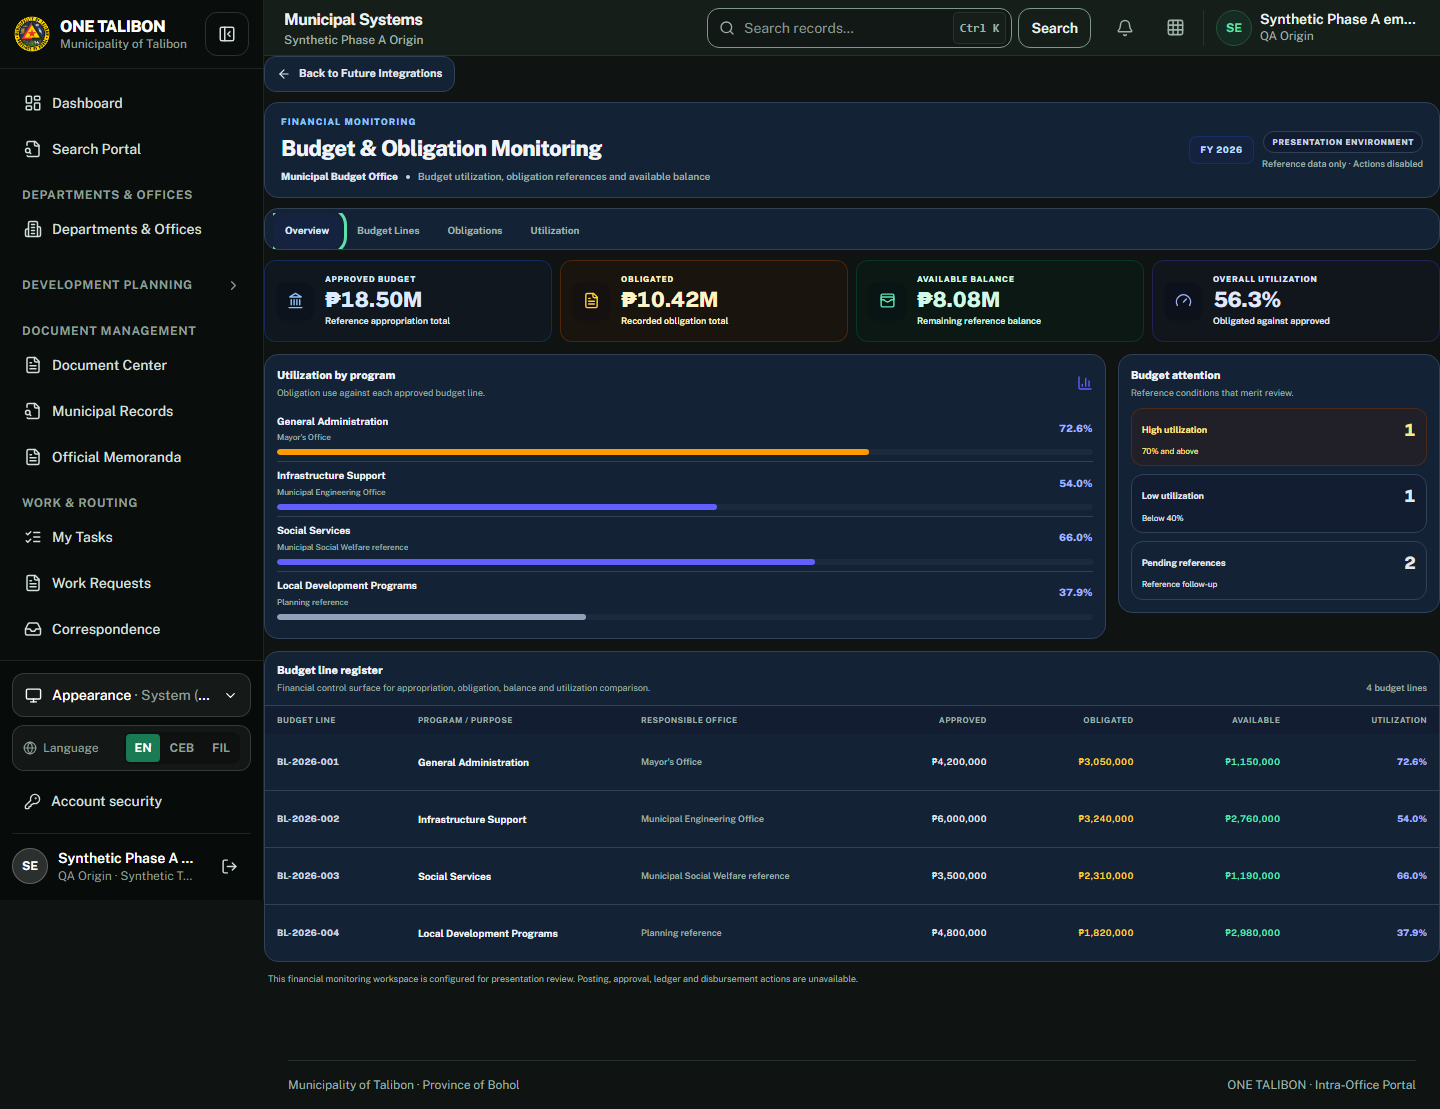 ONE TALIBON
Municipality of Talibon
Municipal Systems
Synthetic Phase A Origin
Search records...
Ctrl K
Search
SE
Synthetic Phase A em...
QA Origin
Dashboard
Search Portal
DEPARTMENTS & OFFICES
Departments & Offices
DEVELOPMENT PLANNING
DOCUMENT MANAGEMENT
Document Center
Municipal Records
Official Memoranda
WORK & ROUTING
My Tasks
Work Requests
Correspondence
Appearance · System (...
Language
EN
CEB
FIL
Account security
SE
Synthetic Phase A ...
QA Origin · Synthetic T...
Back to Future Integrations
FINANCIAL MONITORING
Budget & Obligation Monitoring
Municipal Budget Office • Budget utilization, obligation references and available balance
FY 2026
PRESENTATION ENVIRONMENT
Reference data only · Actions disabled
Overview
Budget Lines
Obligations
Utilization
APPROVED BUDGET
₱18.50M
Reference appropriation total
OBLIGATED
₱10.42M
Recorded obligation total
AVAILABLE BALANCE
₱8.08M
Remaining reference balance
OVERALL UTILIZATION
56.3%
Obligated against approved
Utilization by program
Obligation use against each approved budget line.
General Administration
Mayor's Office
72.6%
Infrastructure Support
Municipal Engineering Office
54.0%
Social Services
Municipal Social Welfare reference
66.0%
Local Development Programs
Planning reference
37.9%
Budget attention
Reference conditions that merit review.
High utilization
70% and above
1
Low utilization
Below 40%
1
Pending references
Reference follow-up
2
Budget line register
Financial control surface for appropriation, obligation, balance and utilization comparison.
4 budget lines
BUDGET LINE PROGRAM / PURPOSE RESPONSIBLE OFFICE APPROVED OBLIGATED AVAILABLE UTILIZATION
BL-2026-001 General Administration Mayor's Office ₱4,200,000 ₱3,050,000 ₱1,150,000 72.6%
BL-2026-002 Infrastructure Support Municipal Engineering Office ₱6,000,000 ₱3,240,000 ₱2,760,000 54.0%
BL-2026-003 Social Services Municipal Social Welfare reference ₱3,500,000 ₱2,310,000 ₱1,190,000 66.0%
BL-2026-004 Local Development Programs Planning reference ₱4,800,000 ₱1,820,000 ₱2,980,000 37.9%
This financial monitoring workspace is configured for presentation review. Posting, approval, ledger and disbursement actions are unavailable.
Municipality of Talibon · Province of Bohol
ONE TALIBON · Intra-Office Portal